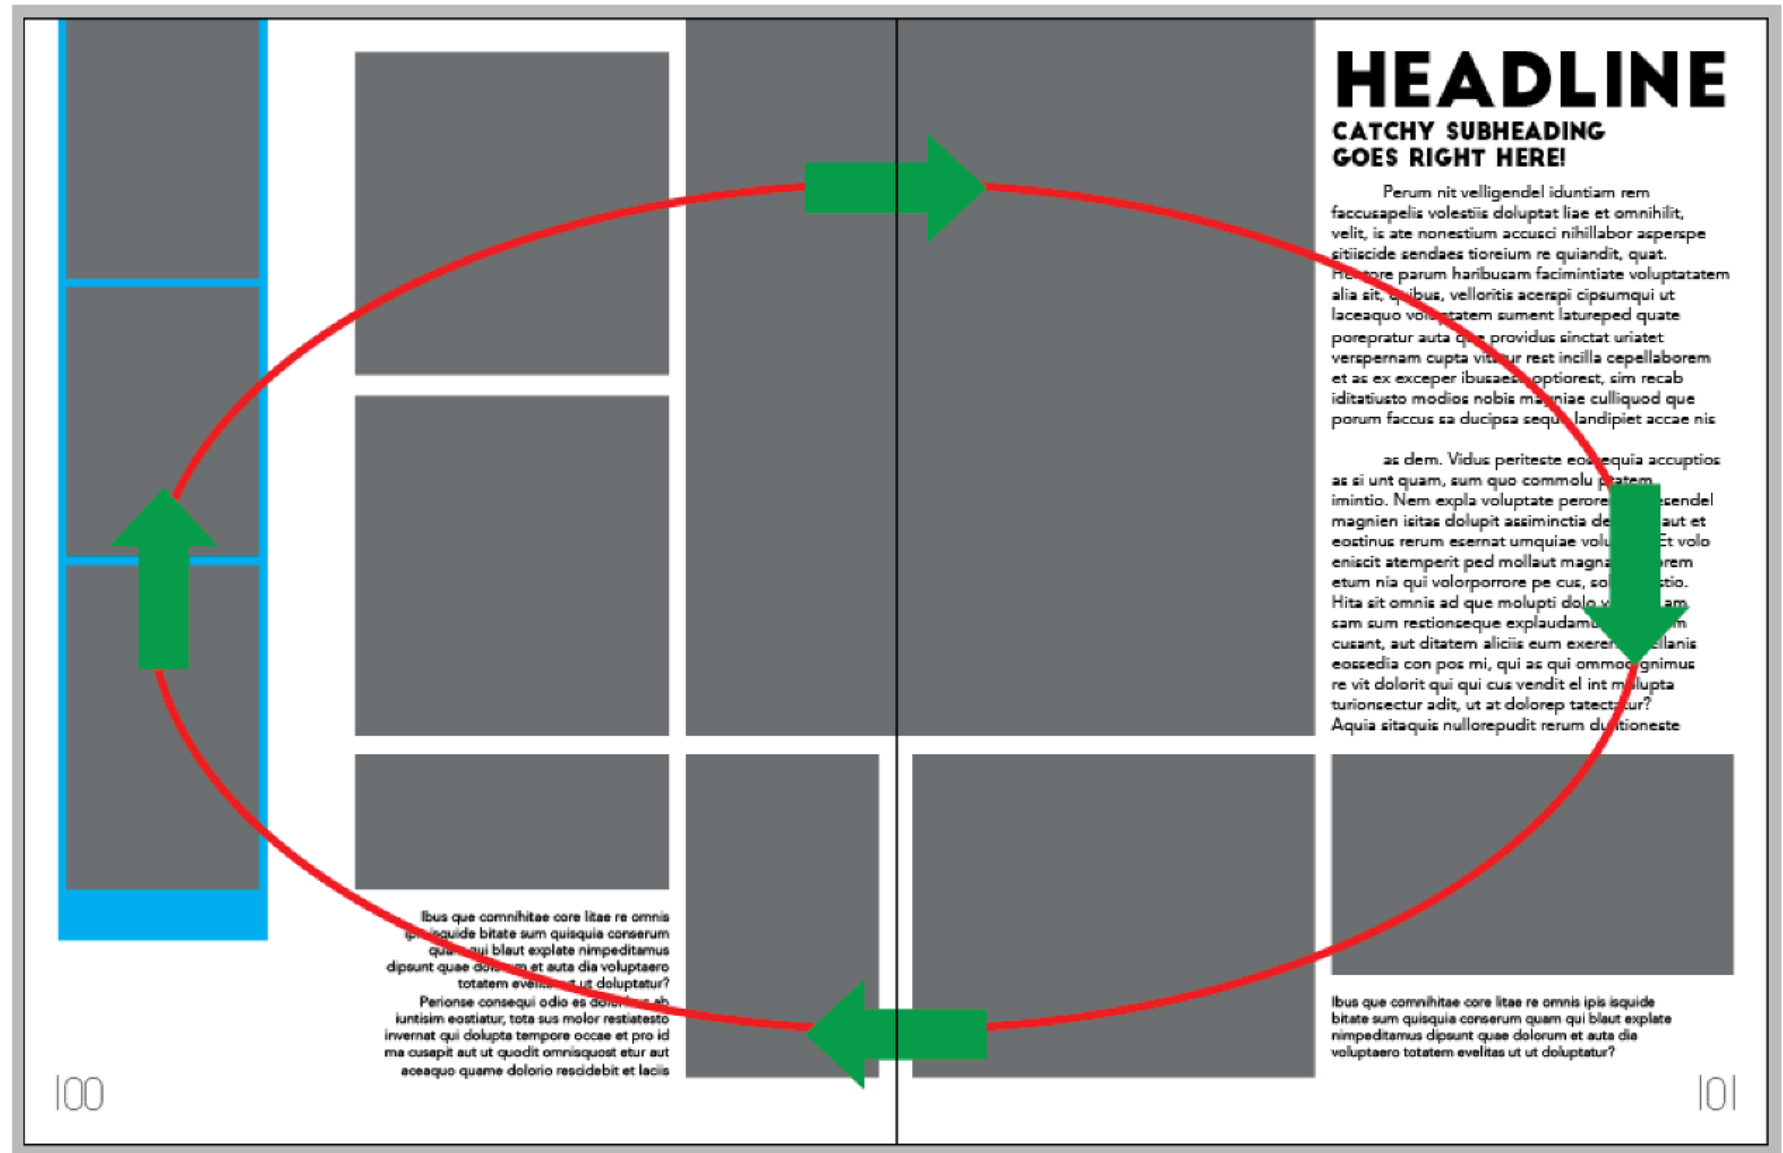 HEADLINE
CATCHY SUBHEADING
GOES RIGHT HERE!
Perum nit velligendel iduntiam rem
faccusapelis volestiis doluptat liae et omnihilit,
velit, is ate nonestium accusci nihillabor asperspe
sitiiscide sendaes tioreium re quiandit, quat.
parum haribusam facimintiate voluptatatem
alia sit, velloritis acerspi cipsumqui ut
laceaquo sument latureped quate
porepratur auta providus sinctat uriatet
verspernam cupta rest incilla cepellaborem
et as ex exceper optiorest, sim recab
iditatiusto modios nobis culliquod que
porum faccus sa ducipsa landipiet accae nis
as dem. Vidus periteste accuptios
as si unt quam, sum quo commolu
imintio. Nem expla voluptate
magnien isitas dolupit assiminctia aut et
eostinus rerum esernat umquiae Et volo
eniscit atemperit ped mollaut
etum nia qui volorporrore pe cus,
Hita sit omnis ad que molupti dolo am
sam sum restionseque
cusant, aut ditatem aliciis eum
eossedia con pos mi, qui as qui
re vit dolorit qui qui cus vendit el int
turionsectur adit, ut at dolorep
Aquia sitaquis nullorepudit rerum
Ibus que comnihitae core litae re omnis
bitate sum quisquia conserum
qui blaut explate nimpeditamus
dipsunt quae et auta dia voluptaero
totatem ut doluptatur?
Perionse consequi odio es ab
iuntisim eostiatur, tota sus molor restiatesto
invernat qui dolupta tempore occae et pro id
ma cusapit aut ut quodit omnisquost etur aut
aceaquo quame dolorio rescidebit et laciis
Ibus que comnihitae core litae re omnis ipis isquide
bitate sum quisquia conserum quam qui blaut explate
nimpeditamus dipsunt quae dolorum et auta dia
voluptaero totatem evelitas ut ut doluptatur?
100
101